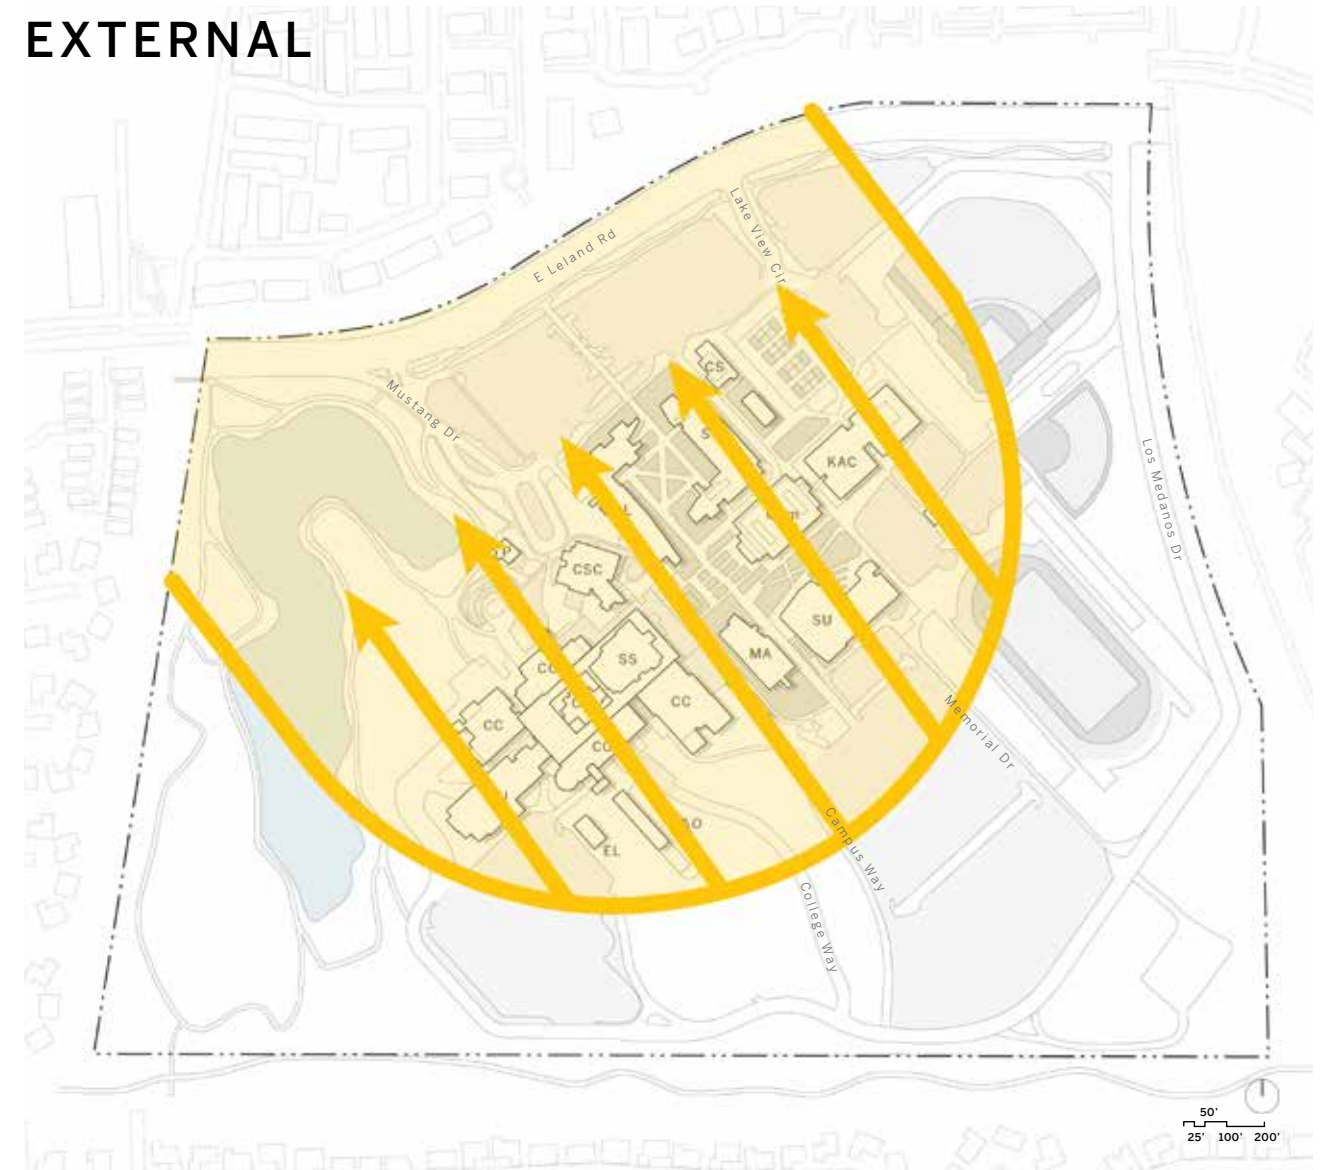 EXTERNAL
Lake View Cir
E Leland Rd
Mustang Dr
CS
KAC
Los Medanos Dr
CSC
SU
MA
SS
CC
CC
Memorial Dr
EL
Campus Way
College Way
50'
25' 100' 200'